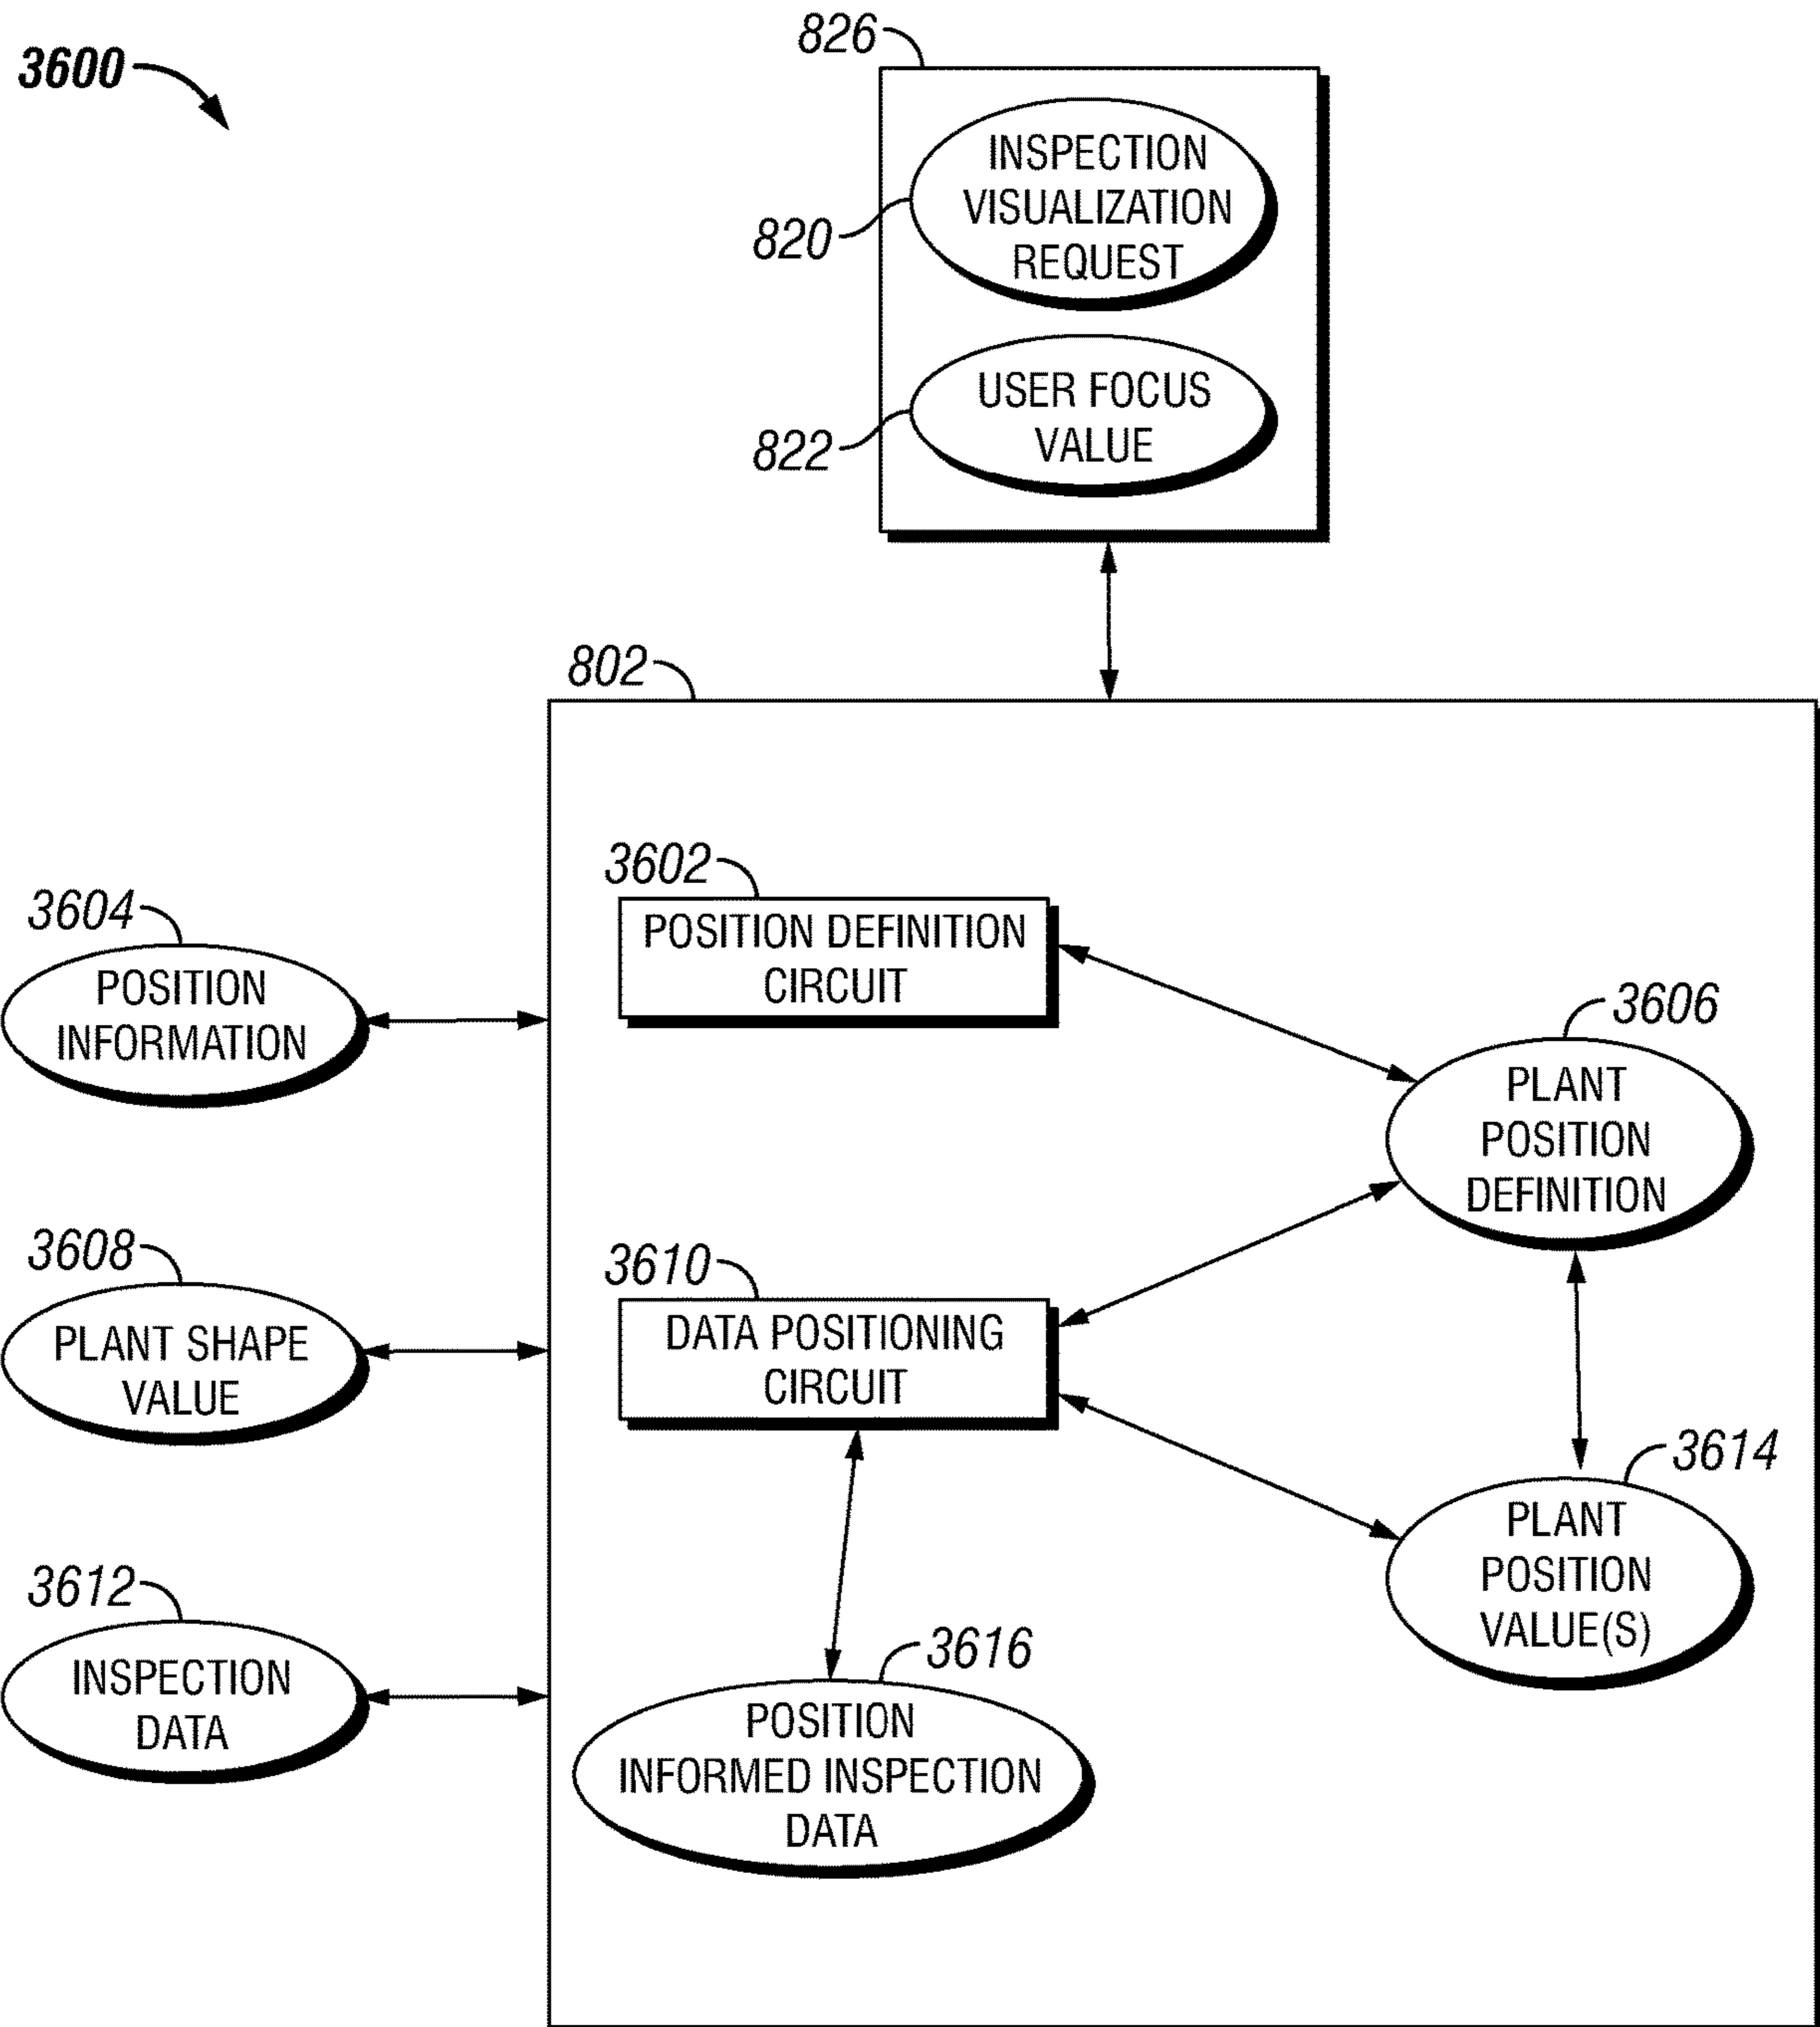 3600
826
INSPECTION
VISUALIZATION
REQUEST
820
USER FOCUS
VALUE
822
802
3602
POSITION DEFINITION
CIRCUIT
3604
POSITION
INFORMATION
3606
PLANT
POSITION
DEFINITION
3608
PLANT SHAPE
VALUE
3610
DATA POSITIONING
CIRCUIT
3614
PLANT
POSITION
VALUE(S)
3612
INSPECTION
DATA
3616
POSITION
INFORMED INSPECTION
DATA